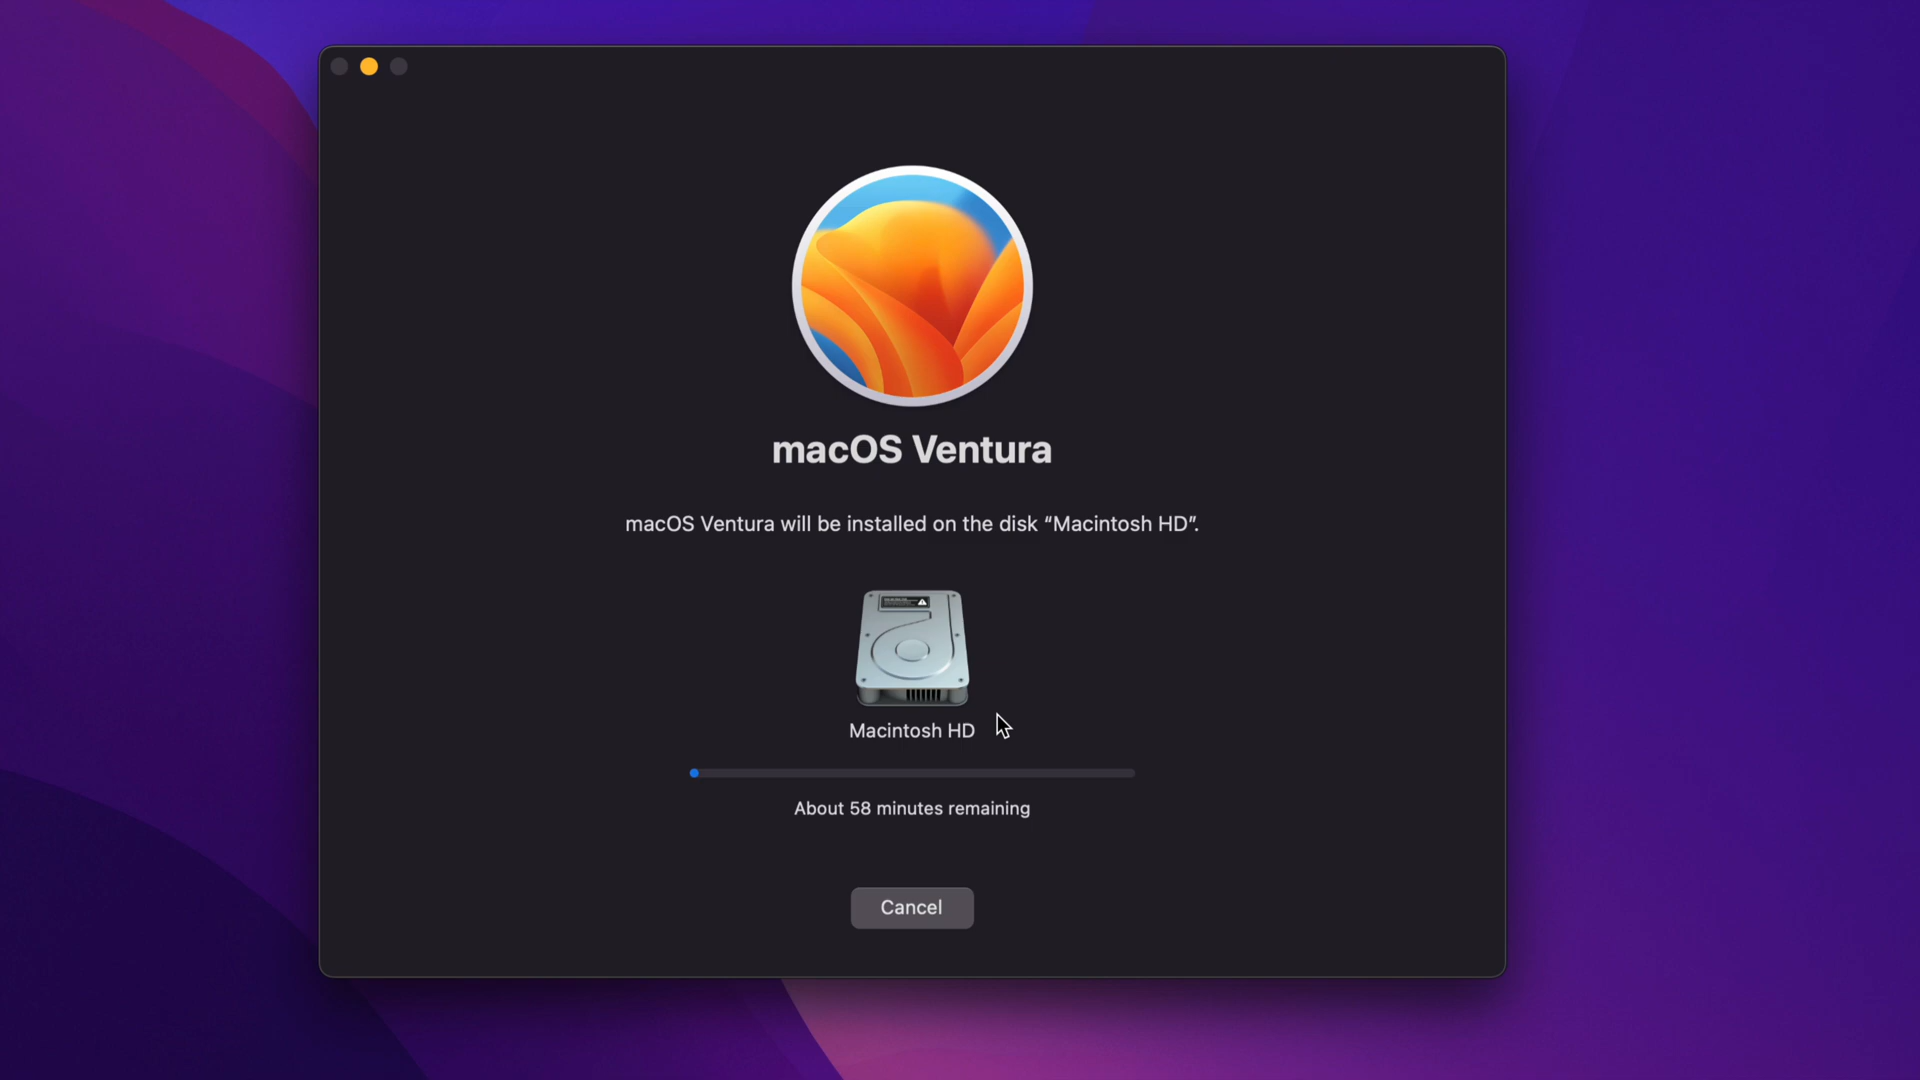 macOS Ventura
macOS Ventura will be installed on the disk “Macintosh HD”.
Macintosh HD
About 58 minutes remaining
Cancel